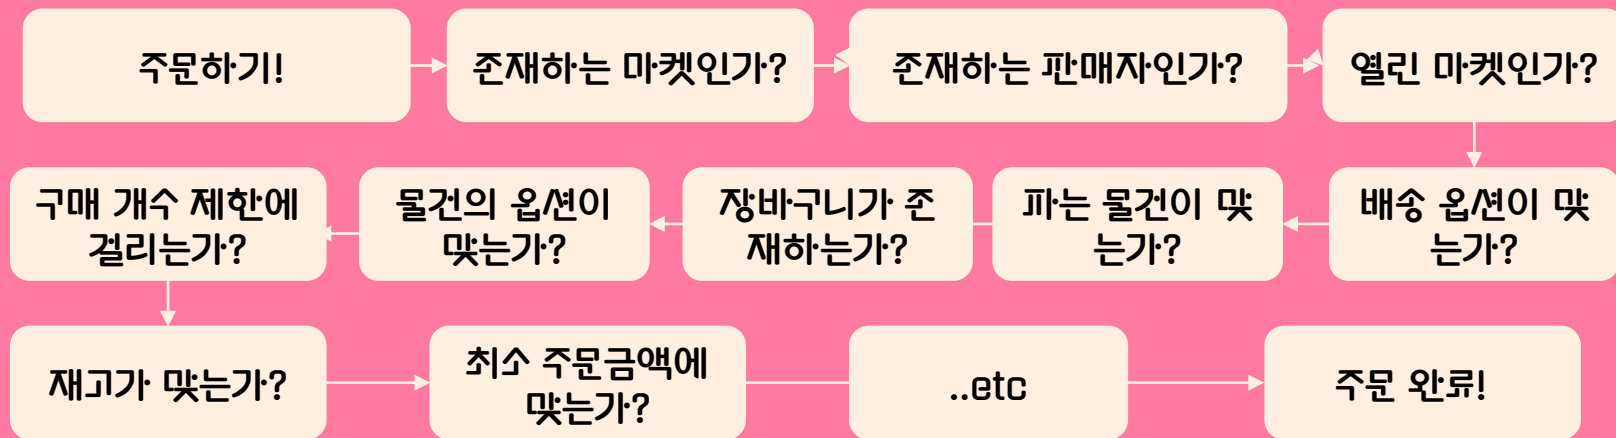 주문하기!
존재하는 마켓인가?
존재하는 판매자인가?
열린 마켓인가?
배송 옵션이 맞
는가?
파는 물건이 맞
는가?
장바구니가 존
재하는가?
물건의 옵션이
맞는가?
구매 개수 제한에
걸리는가?
재고가 맞는가?
최소 주문금액에
맞는가?
..etc
주문 완료!